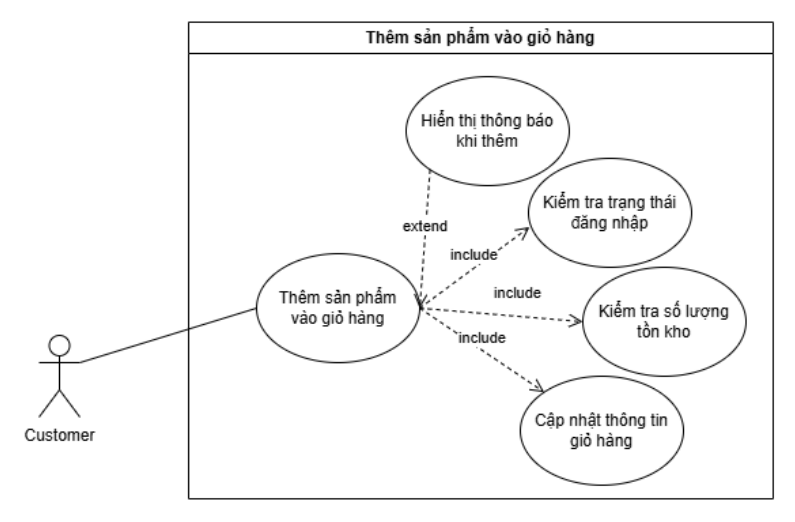 Thêm sản phẩm vào giỏ hàng
Hiển thị thông báo
khi thêm
Kiểm tra trạng thái
đăng nhập
extend
include
Thêm sản phẩm
vào giỏ hàng
include
Kiểm tra số lượng
tồn kho
include
Cập nhật thông tin
giỏ hàng
Customer